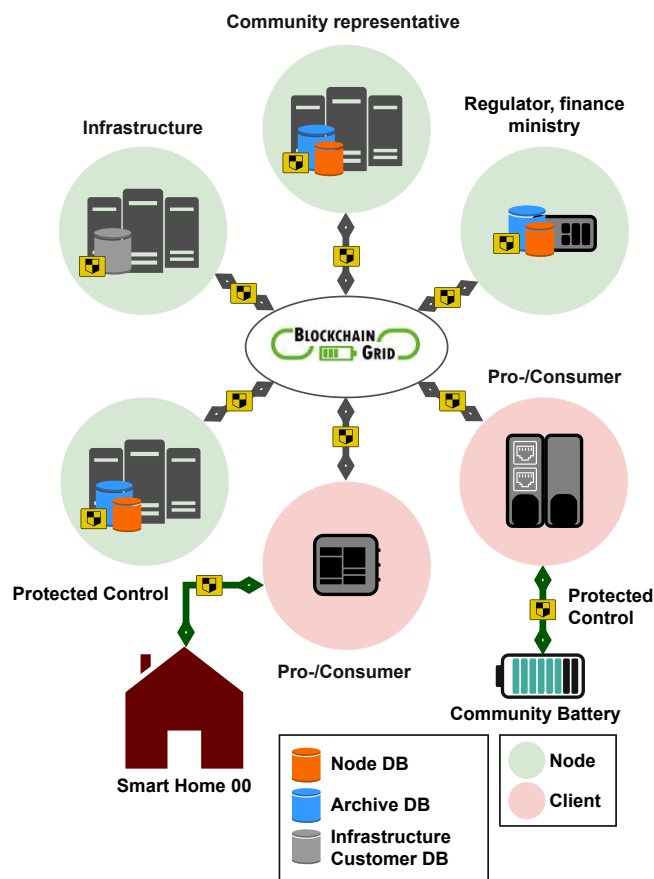 Community representative
Regulator, finance
ministry
Infrastructure
BLOCKCHAIN
GRID
Pro-/Consumer
Protected Control
Protected
Control
Pro-/Consumer
Community Battery
Smart Home 00
Node DB
Archive DB
Infrastructure
Customer DB
Node
Client